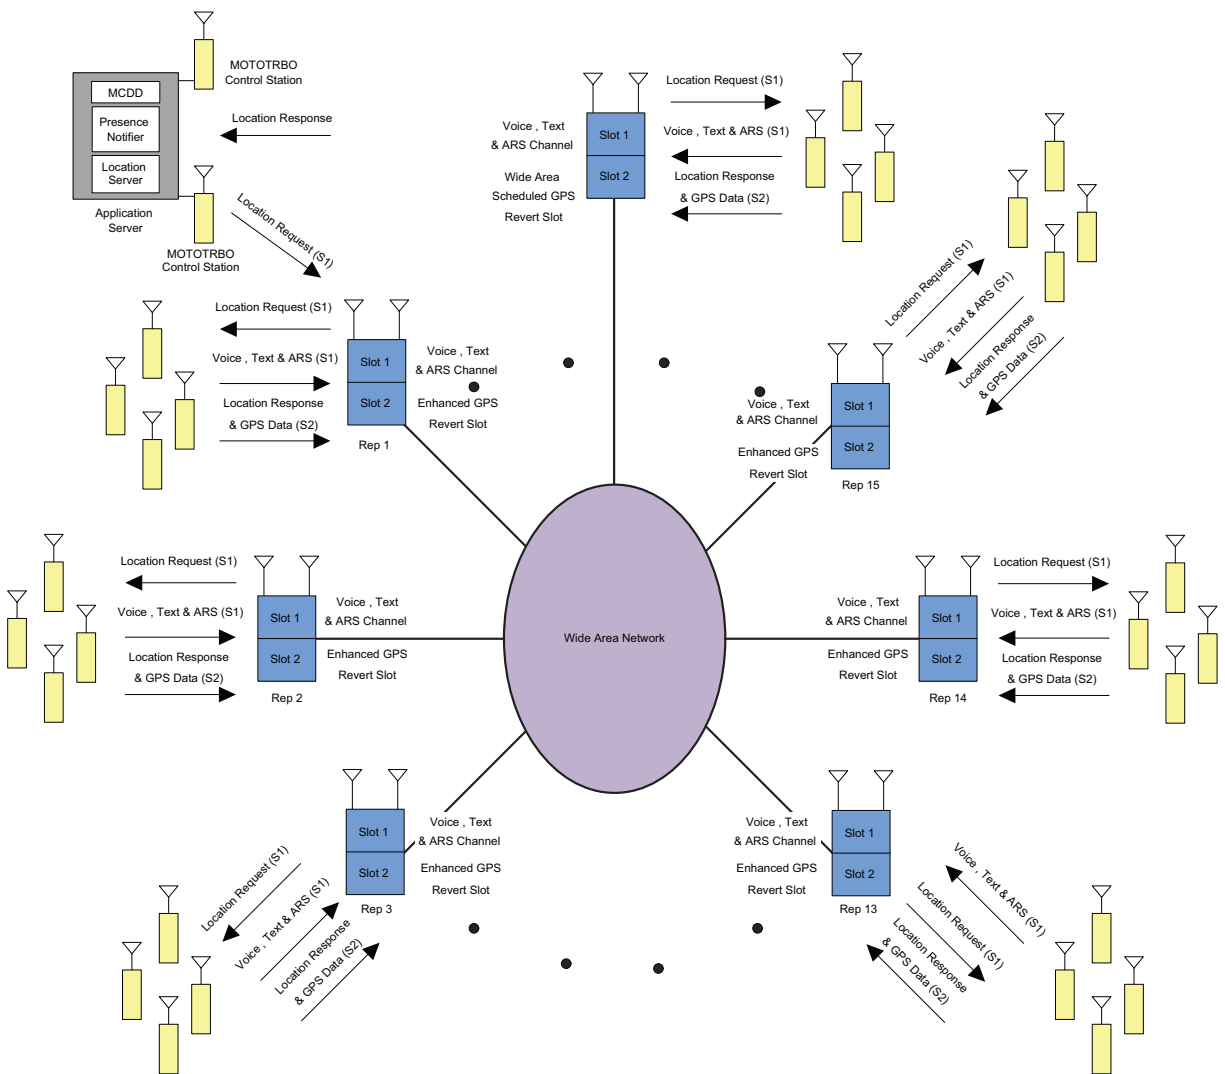 MOTOTRBO
Control Station
MCDD
Presence
Notifier
Location
Server
Application
Server
Location Response
MOTOTRBO
Control Station
Location Request (S1)
Voice , Text
& ARS Channel
Wide Area
Scheduled GPS
Revert Slot
Slot 1
Slot 2
Location Request (S1)
Voice , Text & ARS (S1)
Location Response
& GPS Data (S2)
Location Request (S1)
Voice , Text & ARS (S1)
Location Response
& GPS Data (S2)
Slot 1
Slot 2
Rep 1
Voice , Text
& ARS Channel
Enhanced GPS
Revert Slot
Voice , Text
& ARS Channel
Enhanced GPS
Revert Slot
Slot 1
Slot 2
Rep 15
Location Request (S1)
Voice , Text & ARS (S1)
Location Response
& GPS Data (S2)
Location Request (S1)
Voice , Text & ARS (S1)
Location Response
& GPS Data (S2)
Slot 1
Slot 2
Rep 2
Voice , Text
& ARS Channel
Enhanced GPS
Revert Slot
Wide Area Network
Voice , Text
& ARS Channel
Enhanced GPS
Revert Slot
Slot 1
Slot 2
Rep 14
Location Request (S1)
Voice , Text & ARS (S1)
Location Response
& GPS Data (S2)
Location Request (S1)
Voice , Text & ARS (S1)
Location Response
& GPS Data (S2)
Slot 1
Slot 2
Rep 3
Voice , Text
& ARS Channel
Enhanced GPS
Revert Slot
Voice , Text
& ARS Channel
Enhanced GPS
Revert Slot
Slot 1
Slot 2
Rep 13
Voice , Text & ARS (S1)
Location Request (S1)
Location Response
& GPS Data (S2)